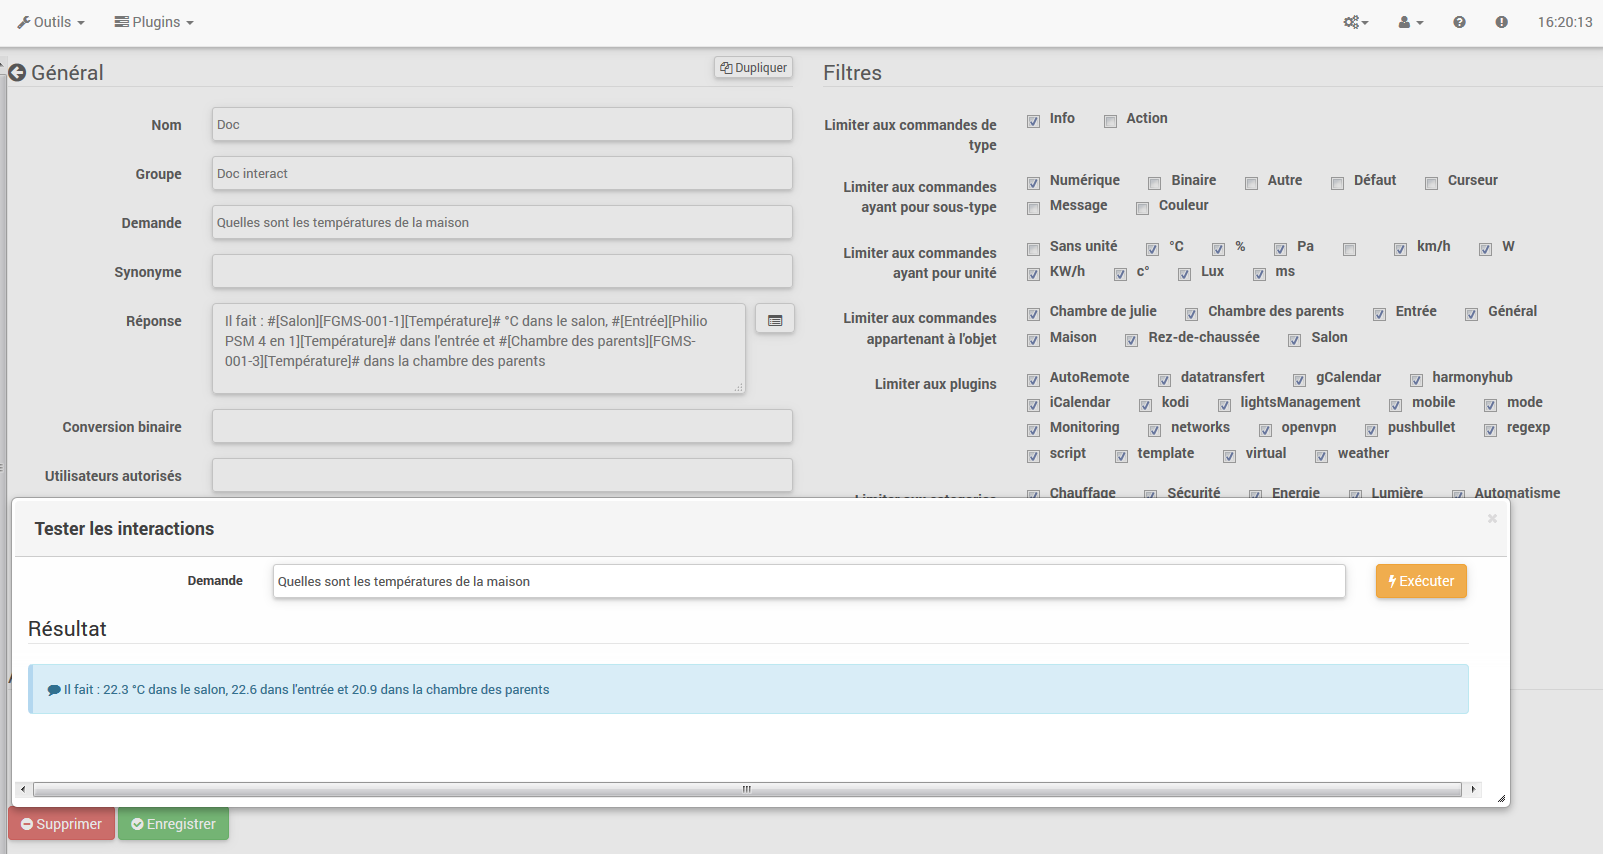 Outils Plugins 16:20:13
Général Dupliquer
Nom Doc
Groupe Doc interact
Demande Quelles sont les températures de la maison
Synonyme
Réponse Il fait : #[Salon][FGMS-001-1][Température]# °C dans le salon, #[Entrée][Philio
PSM 4 en 1][Température]# dans l'entrée et #[Chambre des parents][FGMS-
001-3][Température]# dans la chambre des parents
Conversion binaire
Utilisateurs autorisés
Filtres
Limiter aux commandes de
type
Info Action
Limiter aux commandes
ayant pour sous-type
Numérique Binaire Autre Défaut Curseur
Message Couleur
Limiter aux commandes
ayant pour unité
Sans unité °C % Pa km/h W
KW/h c° Lux ms
Limiter aux commandes
appartenant à l'objet
Chambre de julie Chambre des parents Entrée Général
Maison Rez-de-chaussée Salon
Limiter aux plugins
AutoRemote datatransfert gCalendar harmonyhub
iCalendar kodi lightsManagement mobile mode
Monitoring networks openvpn pushbullet regexp
script template virtual weather
Chauffage Sécurité Energie Lumière Automatisme
Tester les interactions
Demande Quelles sont les températures de la maison Exécuter
Résultat
Il fait : 22.3 °C dans le salon, 22.6 dans l'entrée et 20.9 dans la chambre des parents
Supprimer Enregistrer